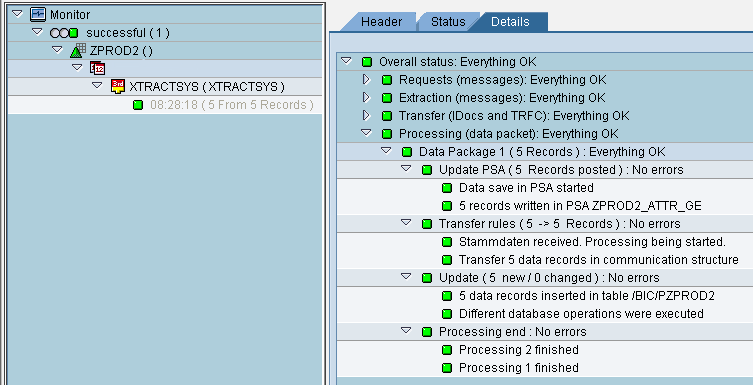 Monitor
successful ( 1 )
ZPROD2 ( )
12
3rd XTRACTSYS ( XTRACTSYS )
08:28:18 ( 5 From 5 Records )
Header Status Details
Overall status: Everything OK
Requests (messages): Everything OK
Extraction (messages): Everything OK
Transfer (IDocs and TRFC): Everything OK
Processing (data packet): Everything OK
Data Package 1 ( 5 Records ) : Everything OK
Update PSA ( 5 Records posted ) : No errors
Data save in PSA started
5 records written in PSA ZPROD2_ATTR_GE
Transfer rules ( 5 -> 5 Records ) : No errors
Stammdaten received. Processing being started.
Transfer 5 data records in communication structure
Update ( 5 new / 0 changed ) : No errors
5 data records inserted in table /BIC/PZPROD2
Different database operations were executed
Processing end : No errors
Processing 2 finished
Processing 1 finished